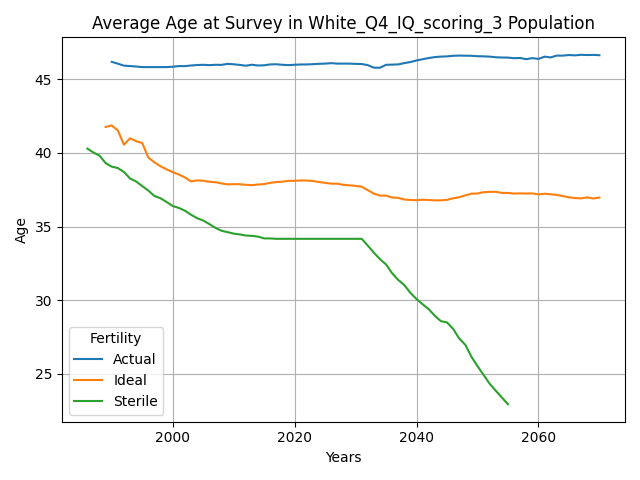 Average Age at Survey in White_Q4_IQ_scoring_3 Population
Age
45
40
35
30
25
Fertility
Actual
Ideal
Sterile
2000
2020
2040
2060
Years